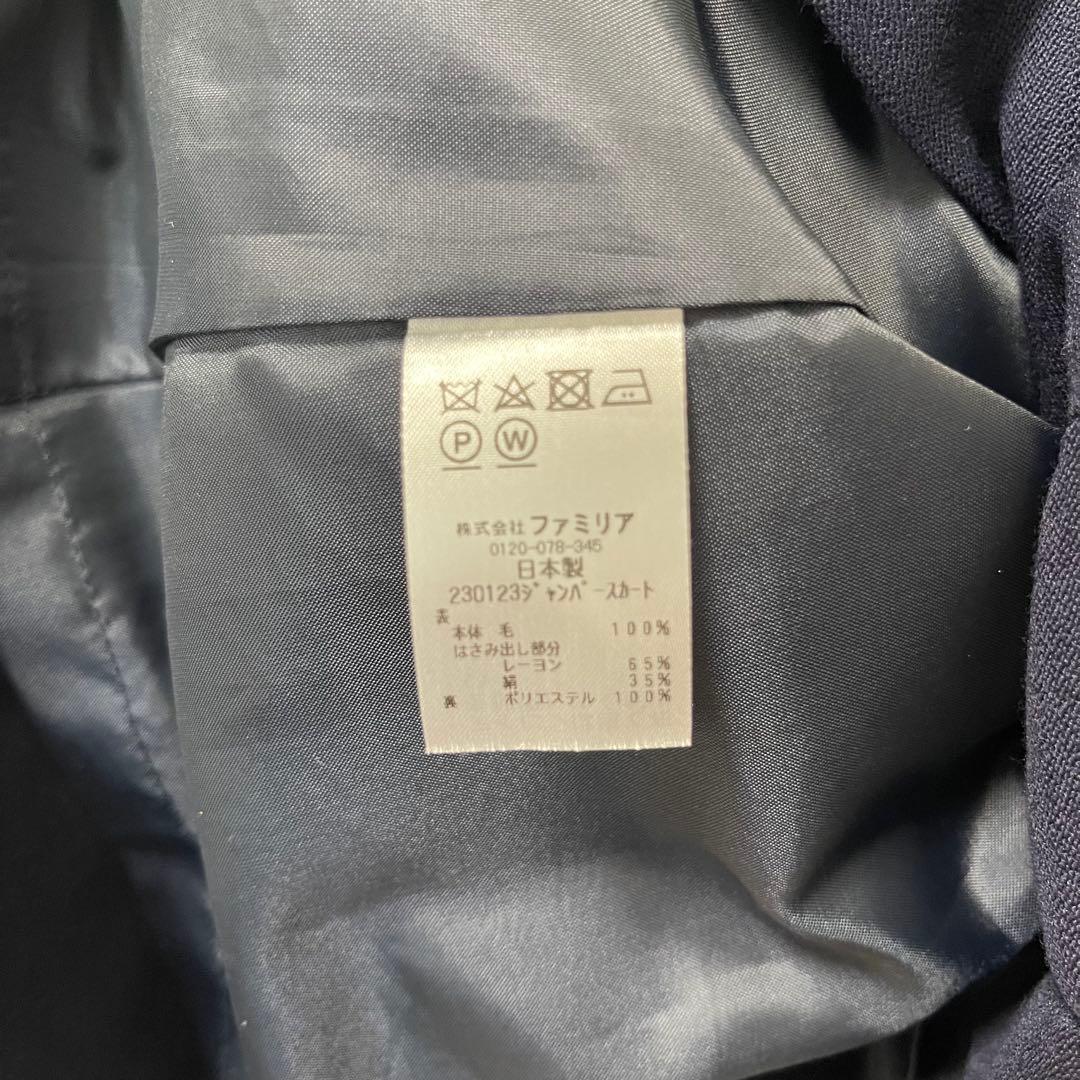 P W
株式会社 ファミリア
0120-078-345
日本製
230123ジャンパースカート
表
本体 毛 100%
はさみ出し部分
レーヨン 65%
絹 35%
裏 ポリエステル 100%